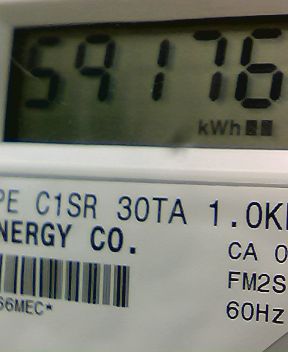 59176
kWh
PE C1SR 30TA 1.0K
NERGY CO.
CA 0
FM2S
66MEC*
60Hz